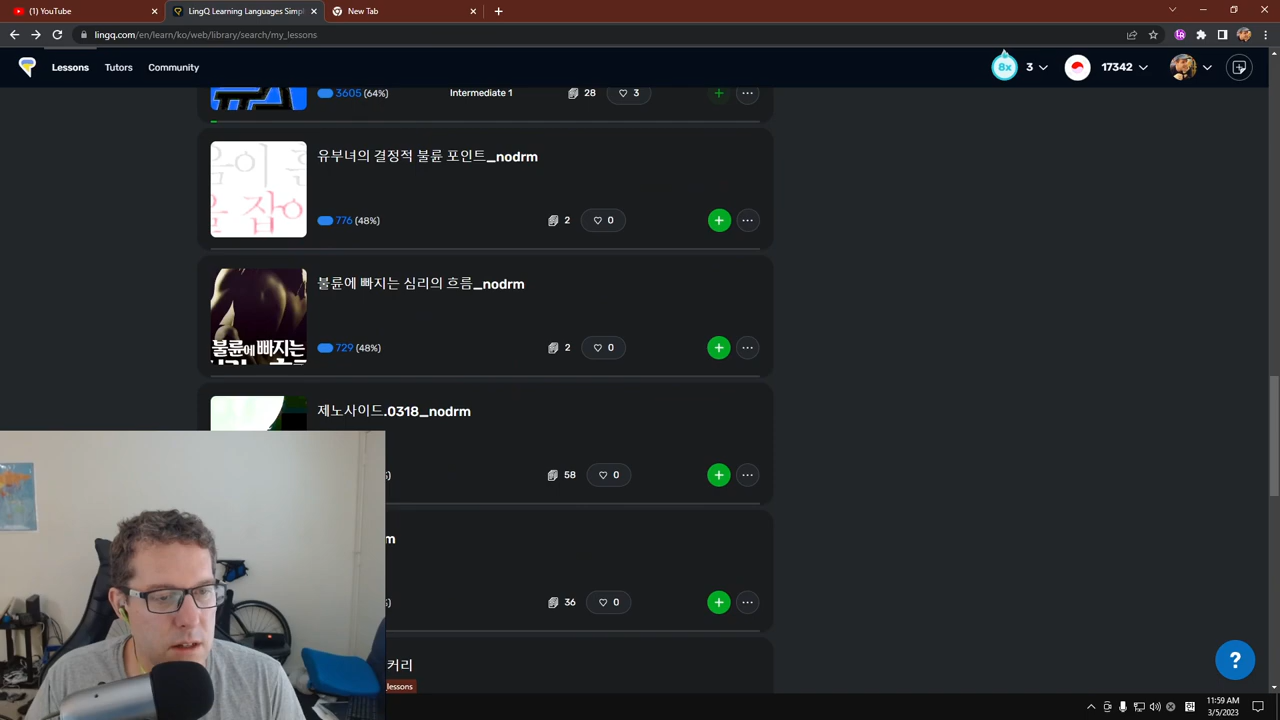 (1) YouTube
LingQ Learning Languages Simpl
New Tab
lingq.com/en/learn/ko/web/library/search/my_lessons
Lessons
Tutors
Community
8x
3
17342
3605 (64%)
Intermediate 1
28
3
유부녀의 결정적 불륜 포인트_nodrm
776 (48%)
2
0
불륜에 빠지는 심리의 흐름_nodrm
불륜에 빠지는
729 (48%)
2
0
제노사이드.0318_nodrm
58
0
36
0
커리
lessons
?
11:59 AM
3/5/2023